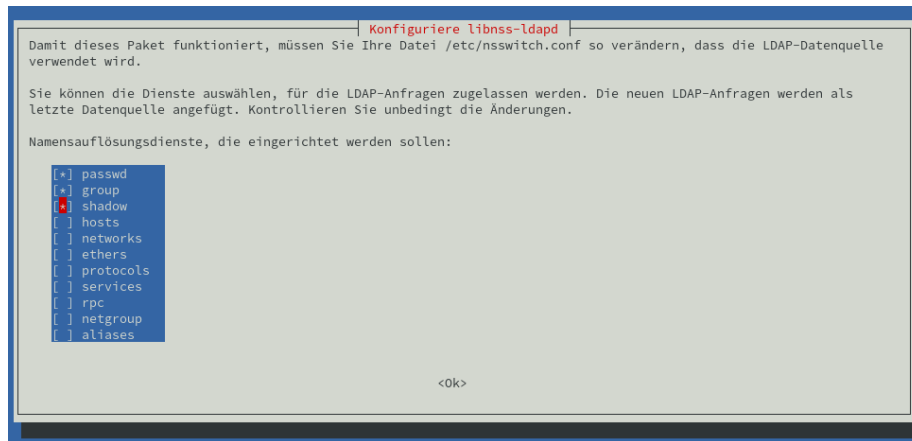 Konfiguriere libnss-ldapd
Damit dieses Paket funktioniert, müssen Sie Ihre Datei /etc/nsswitch.conf so verändern, dass die LDAP-Datenquelle
verwendet wird.
Sie können die Dienste auswählen, für die LDAP-Anfragen zugelassen werden. Die neuen LDAP-Anfragen werden als
letzte Datenquelle angefügt. Kontrollieren Sie unbedingt die Änderungen.
Namensauflösungsdienste, die eingerichtet werden sollen:
[*] passwd
[*] group
[*] shadow
[ ] hosts
[ ] networks
[ ] ethers
[ ] protocols
[ ] services
[ ] rpc
[ ] netgroup
[ ] aliases
<Ok>